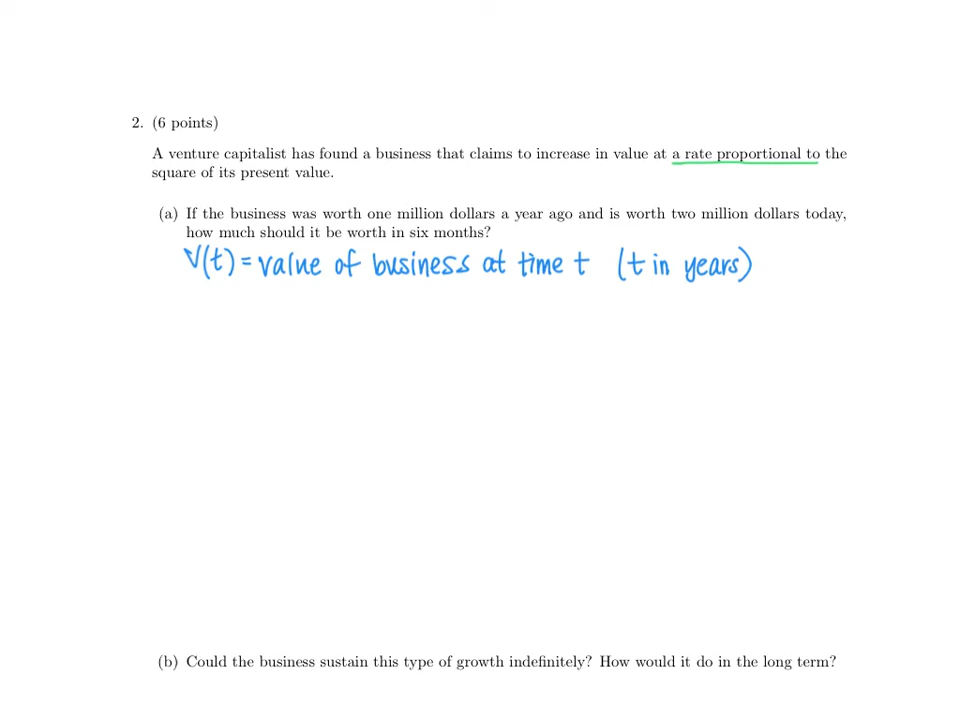 2. (6 points)
A venture capitalist has found a business that claims to increase in value at a rate proportional to the
square of its present value.
(a) If the business was worth one million dollars a year ago and is worth two million dollars today,
how much should it be worth in six months?
V(t) = value of business at time t (t in years)
(b) Could the business sustain this type of growth indefinitely? How would it do in the long term?